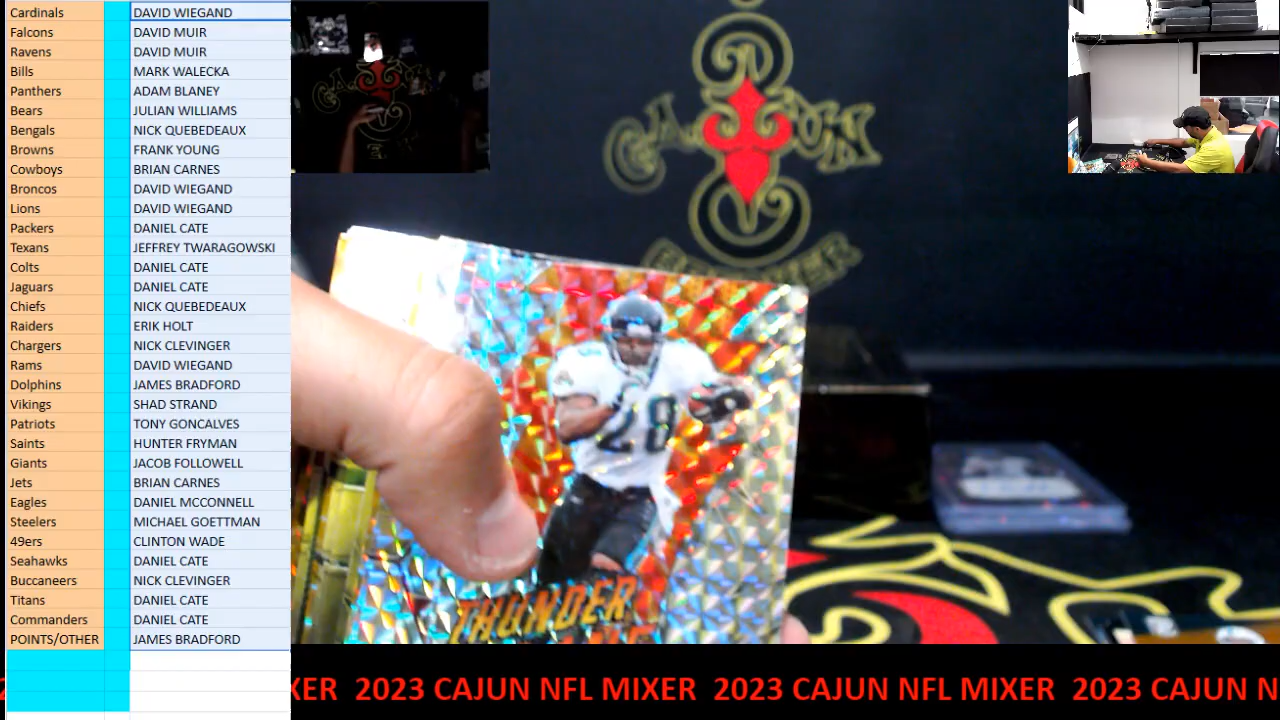 Cardinals DAVID WIEGAND
Falcons DAVID MUIR
Ravens DAVID MUIR
Bills MARK WALECKA
Panthers ADAM BLANEY
Bears JULIAN WILLIAMS
Bengals NICK QUEBEDEAUX
Browns FRANK YOUNG
Cowboys BRIAN CARNES
Broncos DAVID WIEGAND
Lions DAVID WIEGAND
Packers DANIEL CATE
Texans JEFFREY TWARAGOWSKI
Colts DANIEL CATE
Jaguars DANIEL CATE
Chiefs NICK QUEBEDEAUX
Raiders ERIK HOLT
Chargers NICK CLEVINGER
Rams DAVID WIEGAND
Dolphins JAMES BRADFORD
Vikings SHAD STRAND
Patriots TONY GONCALVES
Saints HUNTER FRYMAN
Giants JACOB FOLLOWELL
Jets BRIAN CARNES
Eagles DANIEL MCCONNELL
Steelers MICHAEL GOETTMAN
49ers CLINTON WADE
Seahawks DANIEL CATE
Buccaneers NICK CLEVINGER
Titans DANIEL CATE
Commanders DANIEL CATE
POINTS/OTHER JAMES BRADFORD
CAJUN
28
THUNDER
XER 2023 CAJUN NFL MIXER 2023 CAJUN NFL MIXER 2023 CAJUN N